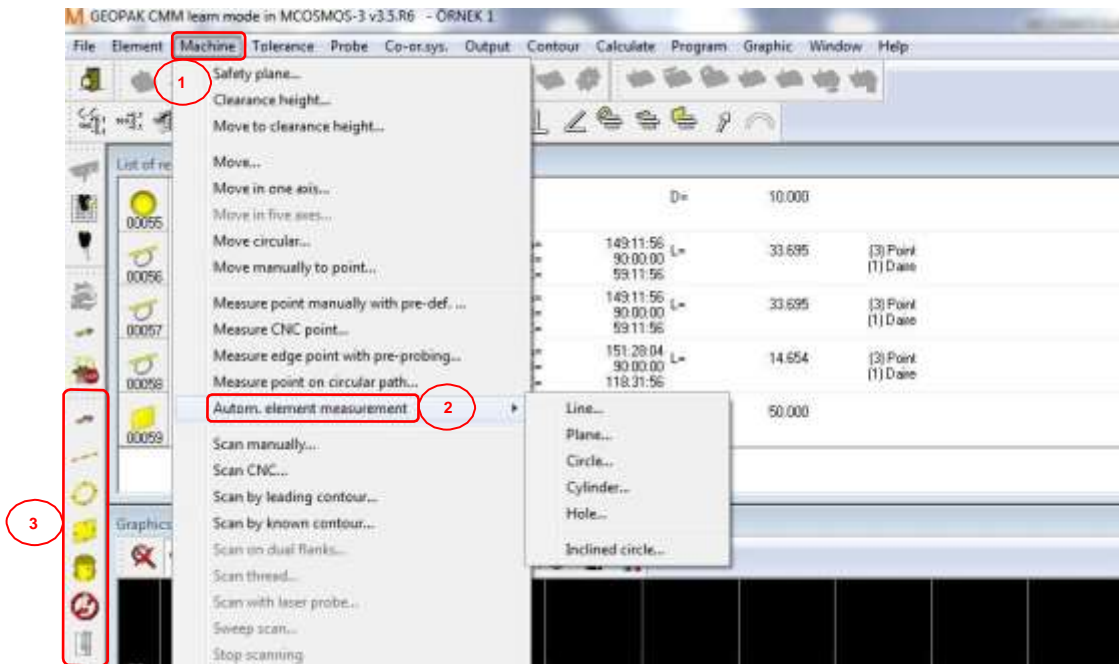 GEOPAK CMM learn mode in MCOSMOS-3 v3.5.R6 - ÖRNEK 1
File Element Machine Tolerance Probe Co-or.sys. Output Contour Calculate Program Graphic Window Help
1
Safety plane...
Clearance height...
Move to clearance height...
Move...
Move in one axis...
Move in five axes...
Move circular...
Move manually to point...
Measure point manually with pre-def. ...
Measure CNC point...
Measure edge point with pre-probing...
Measure point on circular path...
Autom. element measurement
2
Scan manually...
Scan CNC...
Scan by leading contour...
Scan by known contour...
Scan on dual flanks...
Scan thread...
Scan with laser probe...
Sweep scan...
Stop scanning
Line...
Plane...
Circle...
Cylinder...
Hole...
Inclined circle...
List of re
00055
D= 10.000
00056
= 149:11:56 L= 33.695 (3) Point
= 90:00:00 (1) Daire
= 59:11:56
00057
= 149:11:56 L= 33.695 (3) Point
= 90:00:00 (1) Daire
= 59:11:56
00058
= 151:28:04 L= 14.654 (3) Point
= 90:00:00 (1) Daire
= 118:31:56
00059
50.000
3
Graphics